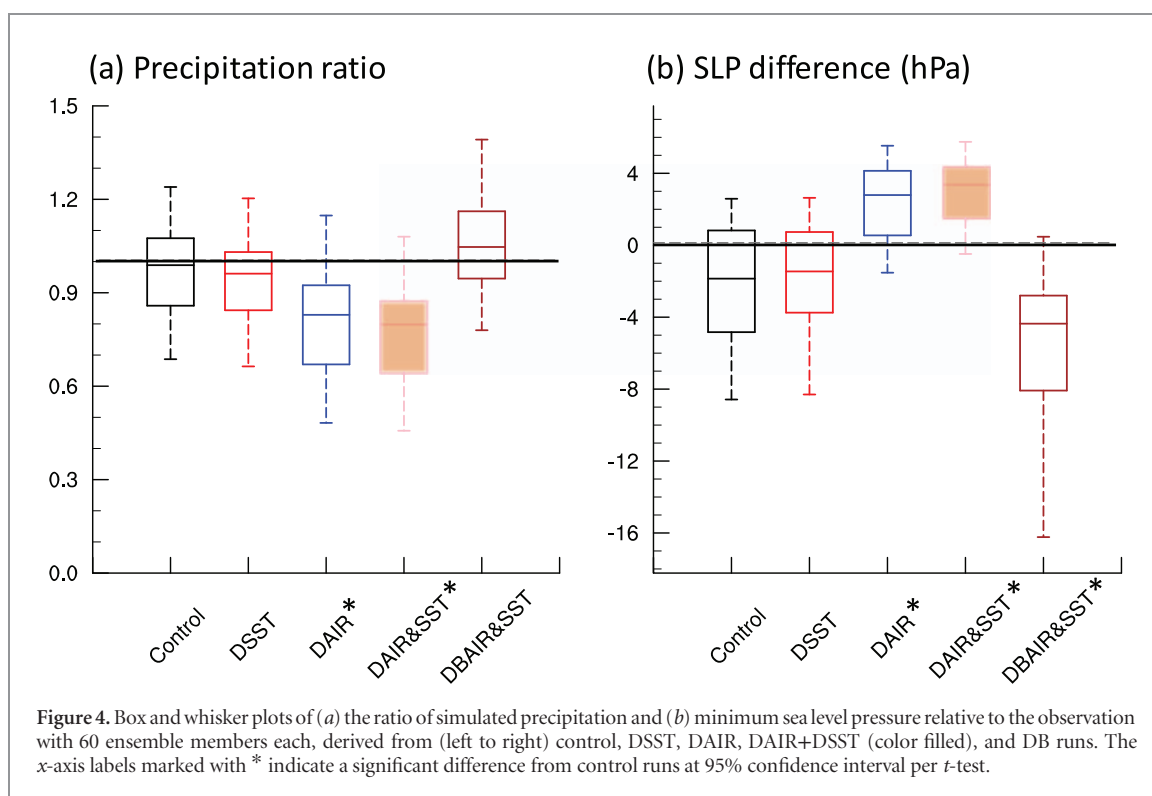 (a) Precipitation ratio
1.5
1.2
0.9
0.6
0.3
0.0
Control
DSST
DAIR*
DAIR&SST*
DBAIR&SST
(b) SLP difference (hPa)
4
0
-4
-8
-12
-16
Control
DSST
DAIR*
DAIR&SST*
DBAIR&SST*
Figure 4. Box and whisker plots of (a) the ratio of simulated precipitation and (b) minimum sea level pressure relative to the observation
with 60 ensemble members each, derived from (left to right) control, DSST, DAIR, DAIR+DSST (color filled), and DB runs. The
x-axis labels marked with * indicate a significant difference from control runs at 95% confidence interval per t-test.